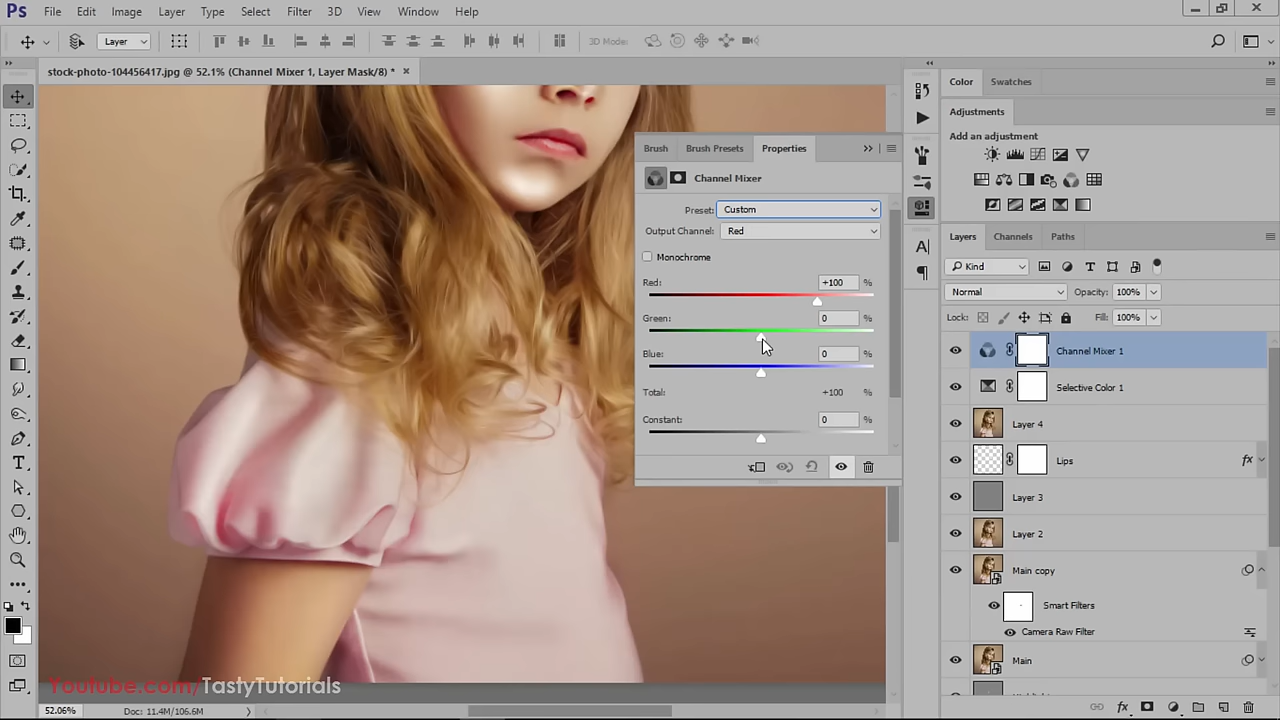 Ps File Edit Image Layer Type Select Filter 3D View Window Help
Layer 3D Mode:
stock-photo-104456417.jpg @ 52.1% (Channel Mixer 1, Layer Mask/8) * ×
Color Swatches
Adjustments
Add an adjustment
Brush Brush Presets Properties
Channel Mixer
Preset: Custom
Output Channel: Red
Monochrome
Red: +100 %
Green: 0 %
Blue: 0 %
Total: +100 %
Constant: 0 %
Layers Channels Paths
Kind
Normal Opacity: 100%
Lock: Fill: 100%
Channel Mixer 1
Selective Color 1
Layer 4
Lips fx
Layer 3
Layer 2
Main copy
Smart Filters
Camera Raw Filter
Main
Youtube.com/TastyTutorials
52.06% Doc: 11.4M/106.6M